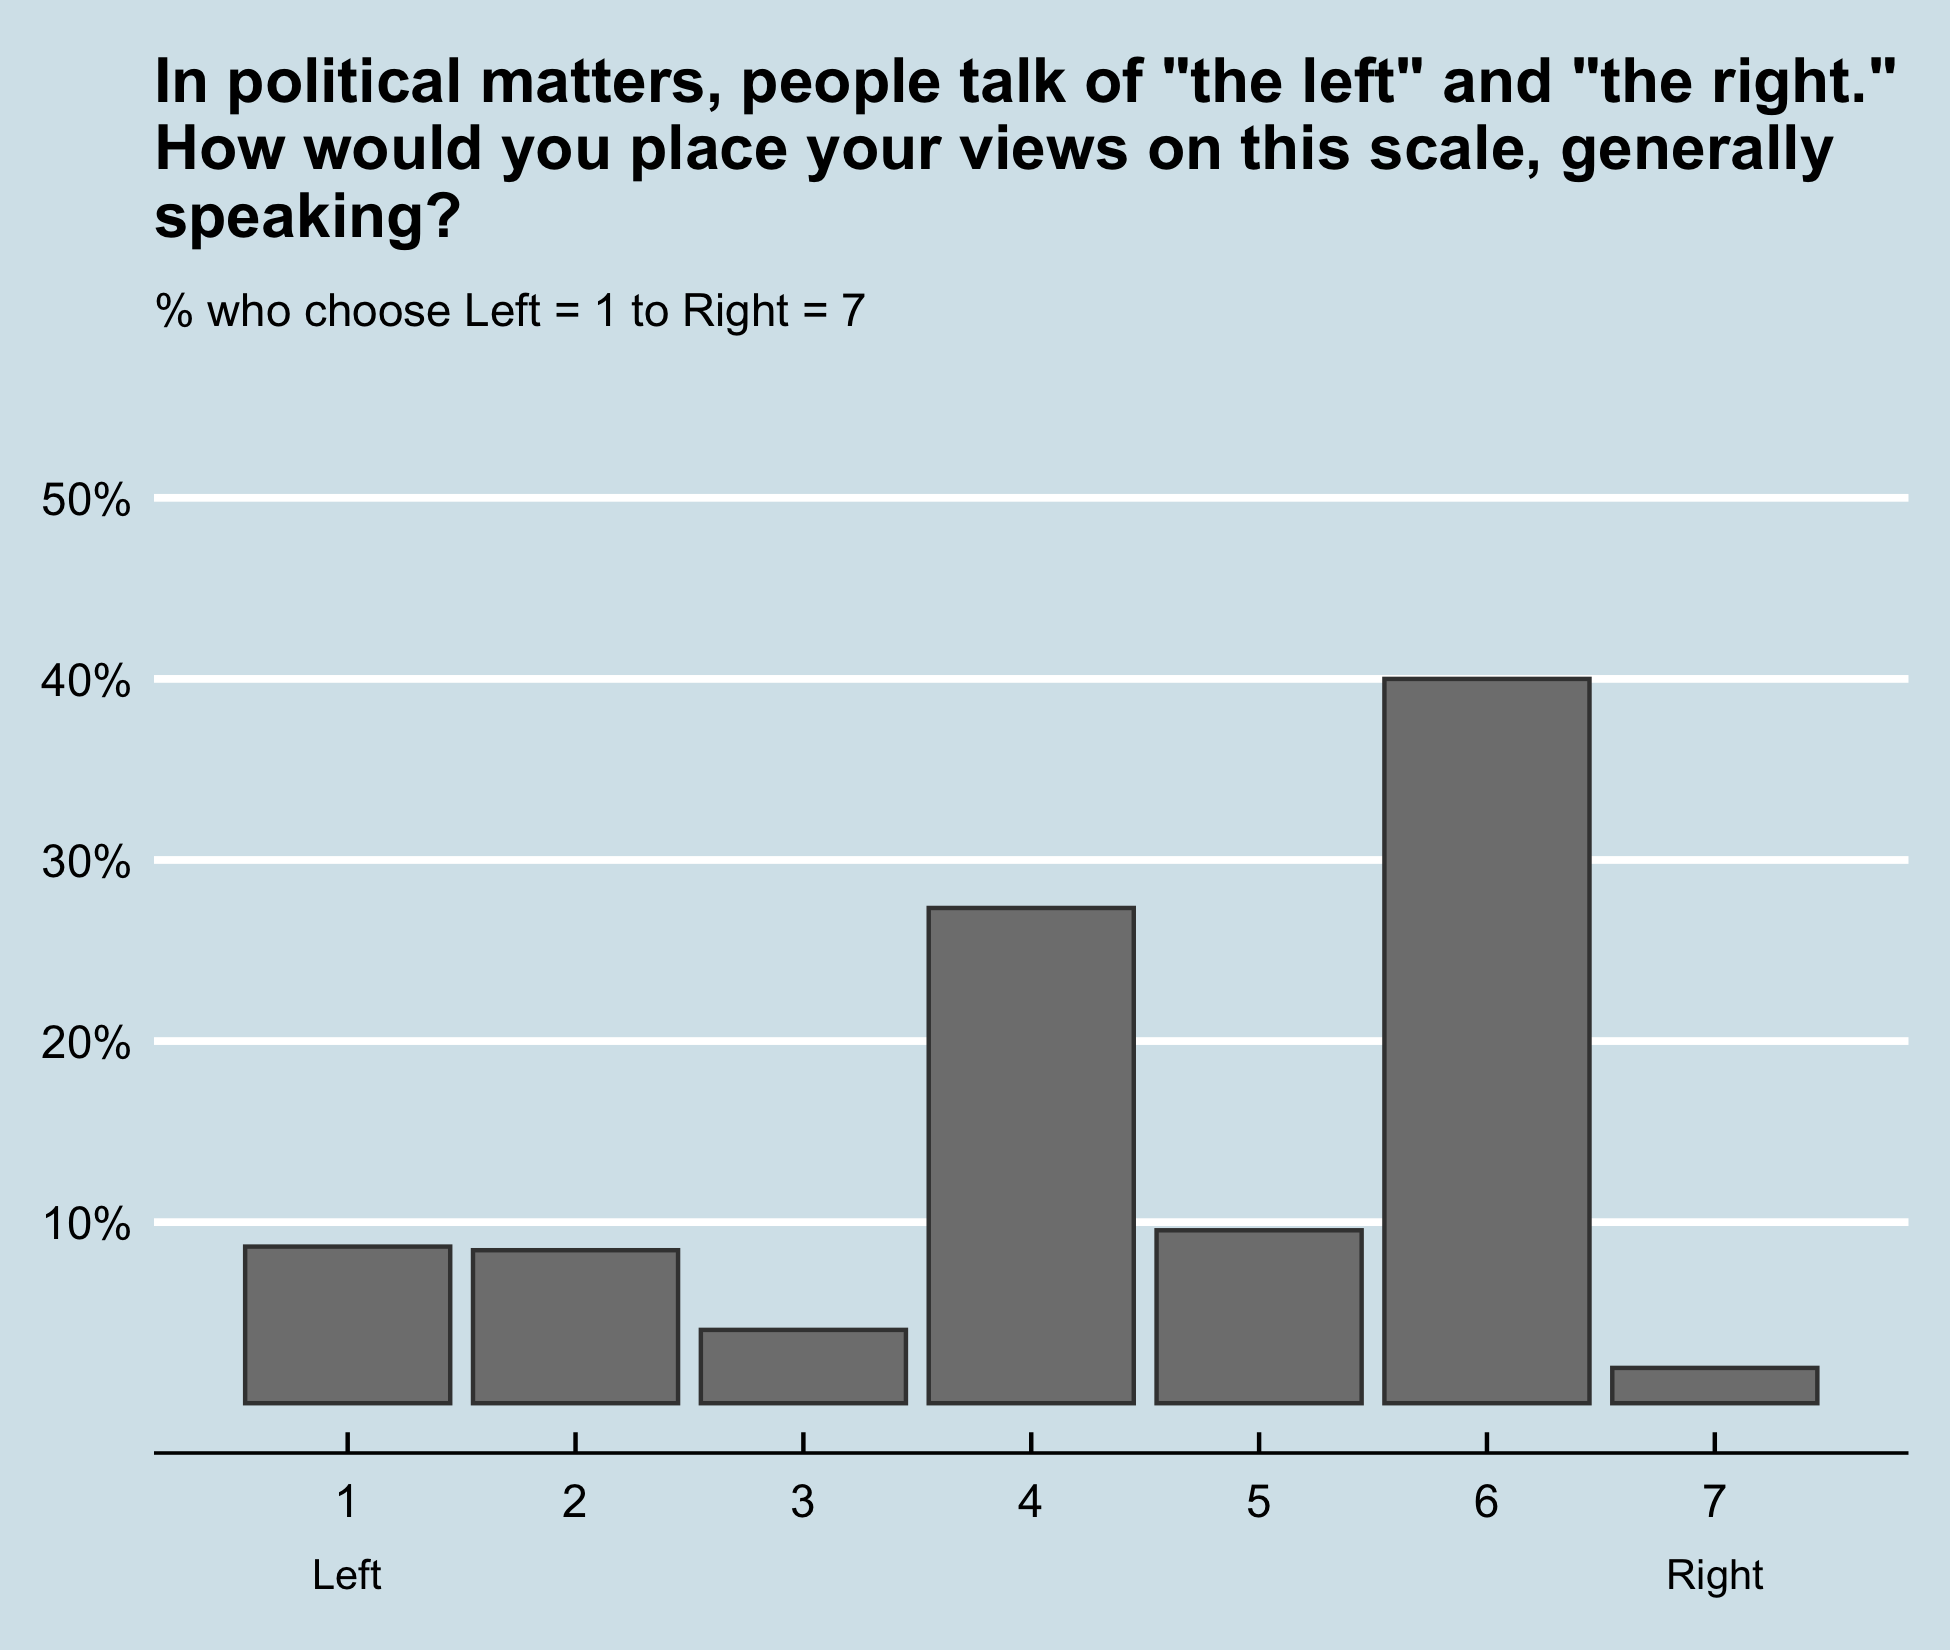 In political matters, people talk of "the left" and "the right."
How would you place your views on this scale, generally
speaking?
% who choose Left = 1 to Right = 7
50%
40%
30%
20%
10%
1 2 3 4 5 6 7
Left Right